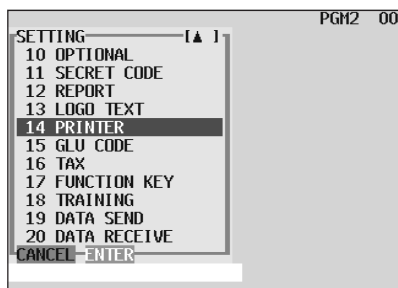 PGM2 00
SETTING [▲ ]
10 OPTIONAL
11 SECRET CODE
12 REPORT
13 LOGO TEXT
14 PRINTER
15 GLU CODE
16 TAX
17 FUNCTION KEY
18 TRAINING
19 DATA SEND
20 DATA RECEIVE
CANCEL ENTER